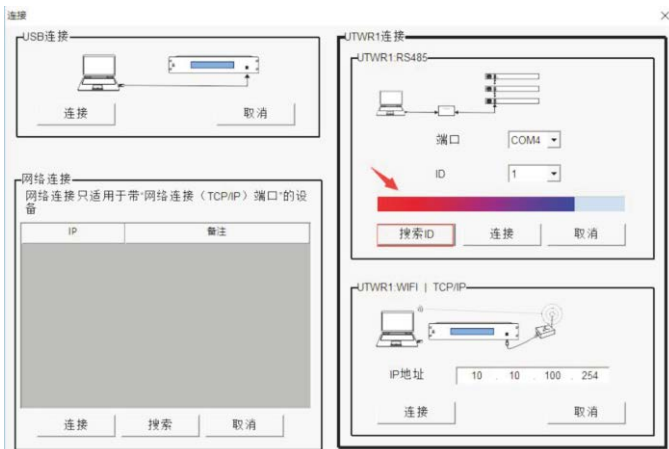 连接
USB连接
连接 取消
网络连接
网络连接只适用于带“网络连接（TCP/IP）端口”的设
备
IP 备注
连接 搜索 取消
UTWR1连接
UTWR1:RS485
端口 COM4
ID 1
搜索ID 连接 取消
UTWR1:WIFI | TCP/IP
IP地址 10 . 10 . 100 . 254
连接 取消